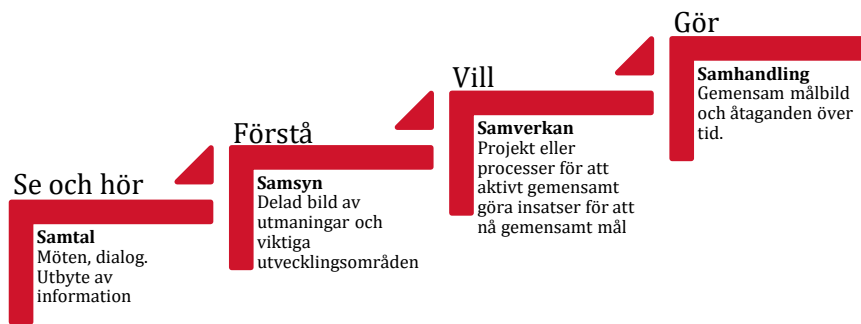 Se och hör
Samtal
Möten, dialog.
Utbyte av
information
Förstå
Samsyn
Delad bild av
utmaningar och
viktiga
utvecklingsområden
Vill
Samverkan
Projekt eller
processer för att
aktivt gemensamt
göra insatser för att
nå gemensamt mål
Gör
Samhandling
Gemensam målbild
och åtaganden över
tid.